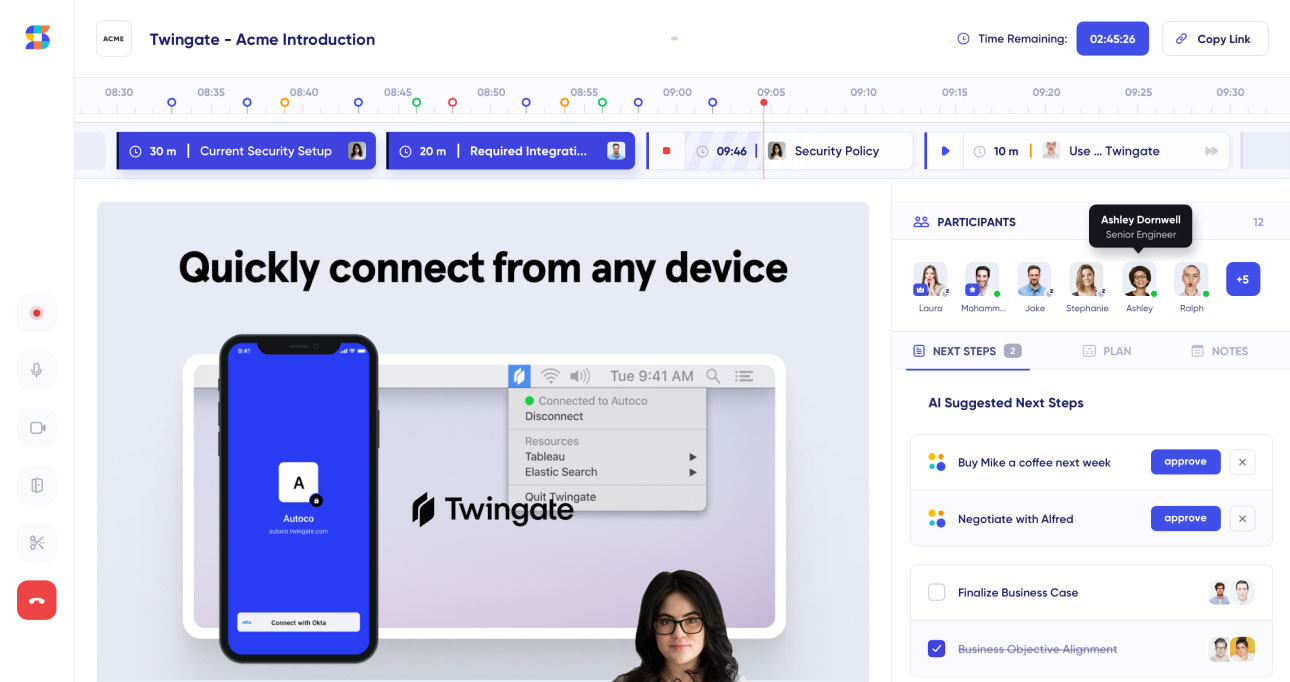 ACME
Twingate - Acme Introduction
Time Remaining:
02:45:26
Copy Link
08:30 08:35 08:40 08:45 08:50 08:55 09:00 09:05 09:10 09:15 09:20 09:25 09:30
30 m | Current Security Setup
20 m | Required Integrati...
09:46 | Security Policy
10 m | Use ... Twingate
Quickly connect from any device
9:41
A
Autoco
autoco.twingate.com
okta Connect with Okta
Tue 9:41 AM
Connected to Autoco
Disconnect
Resources
Tableau
Elastic Search
Quit Twingate
Twingate
PARTICIPANTS
12
Ashley Dornwell
Senior Engineer
+5
Laura Mohamm... Jake Stephanie Ashley Ralph
NEXT STEPS 2 PLAN NOTES
AI Suggested Next Steps
Buy Mike a coffee next week approve
Negotiate with Alfred approve
Finalize Business Case
Business Objective Alignment